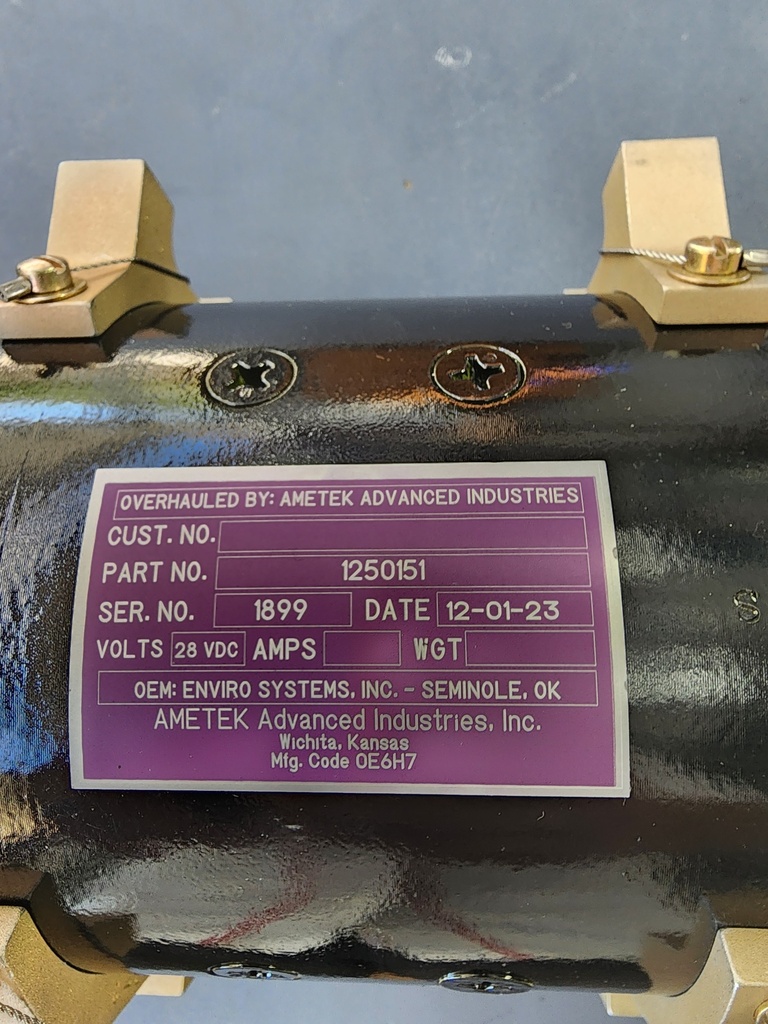 OVERHAULED BY: AMETEK ADVANCED INDUSTRIES
CUST. NO.
PART NO. 1250151
SER. NO. 1899 DATE 12-01-23
VOLTS 28 VDC AMPS WGT
OEM: ENVIRO SYSTEMS, INC. - SEMINOLE, OK
AMETEK Advanced Industries, Inc.
Wichita, Kansas
Mfg. Code 0E6H7
S